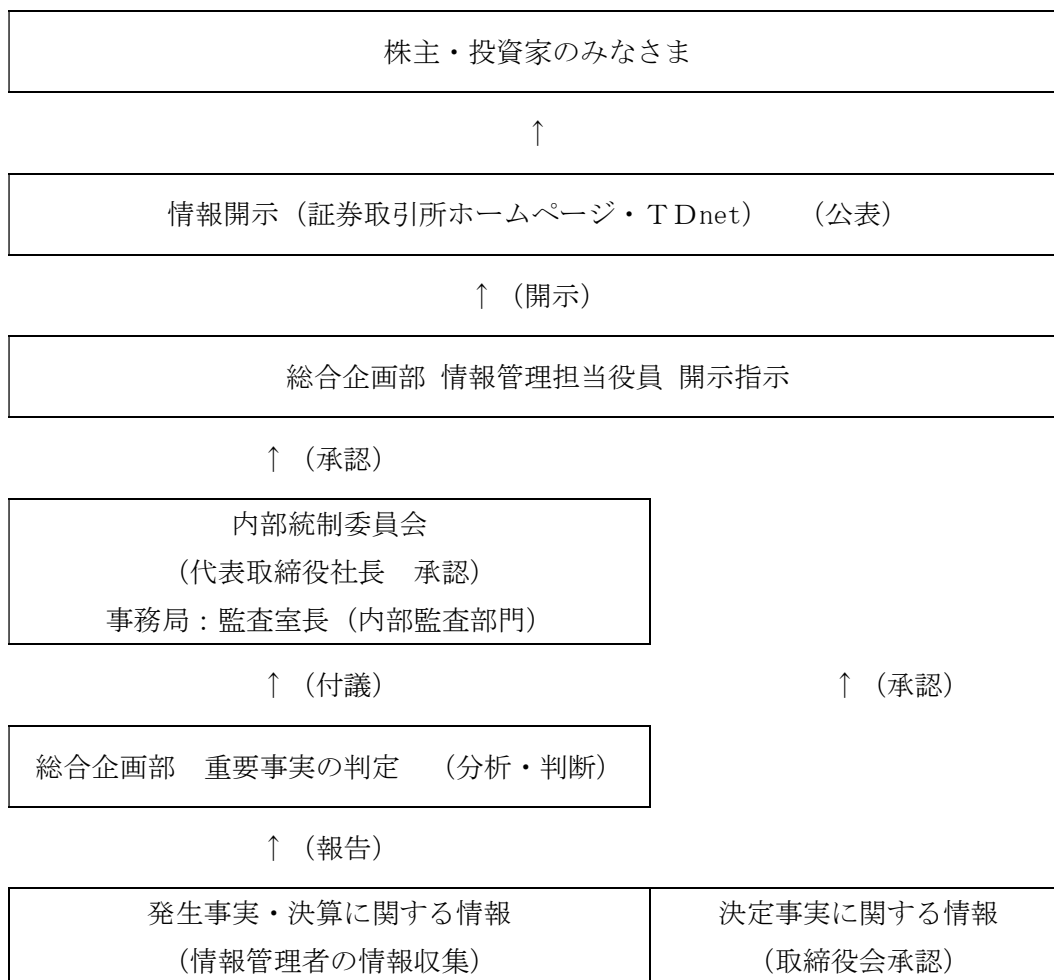 株主・投資家のみなさま
↑
情報開示（証券取引所ホームページ・ＴＤnet）　（公表）
↑（開示）
総合企画部 情報管理担当役員 開示指示
↑（承認）
内部統制委員会
（代表取締役社長　承認）
事務局：監査室長（内部監査部門）
↑（付議）　↑（承認）
総合企画部　重要事実の判定　（分析・判断）
↑（報告）
発生事実・決算に関する情報
（情報管理者の情報収集）
決定事実に関する情報
（取締役会承認）